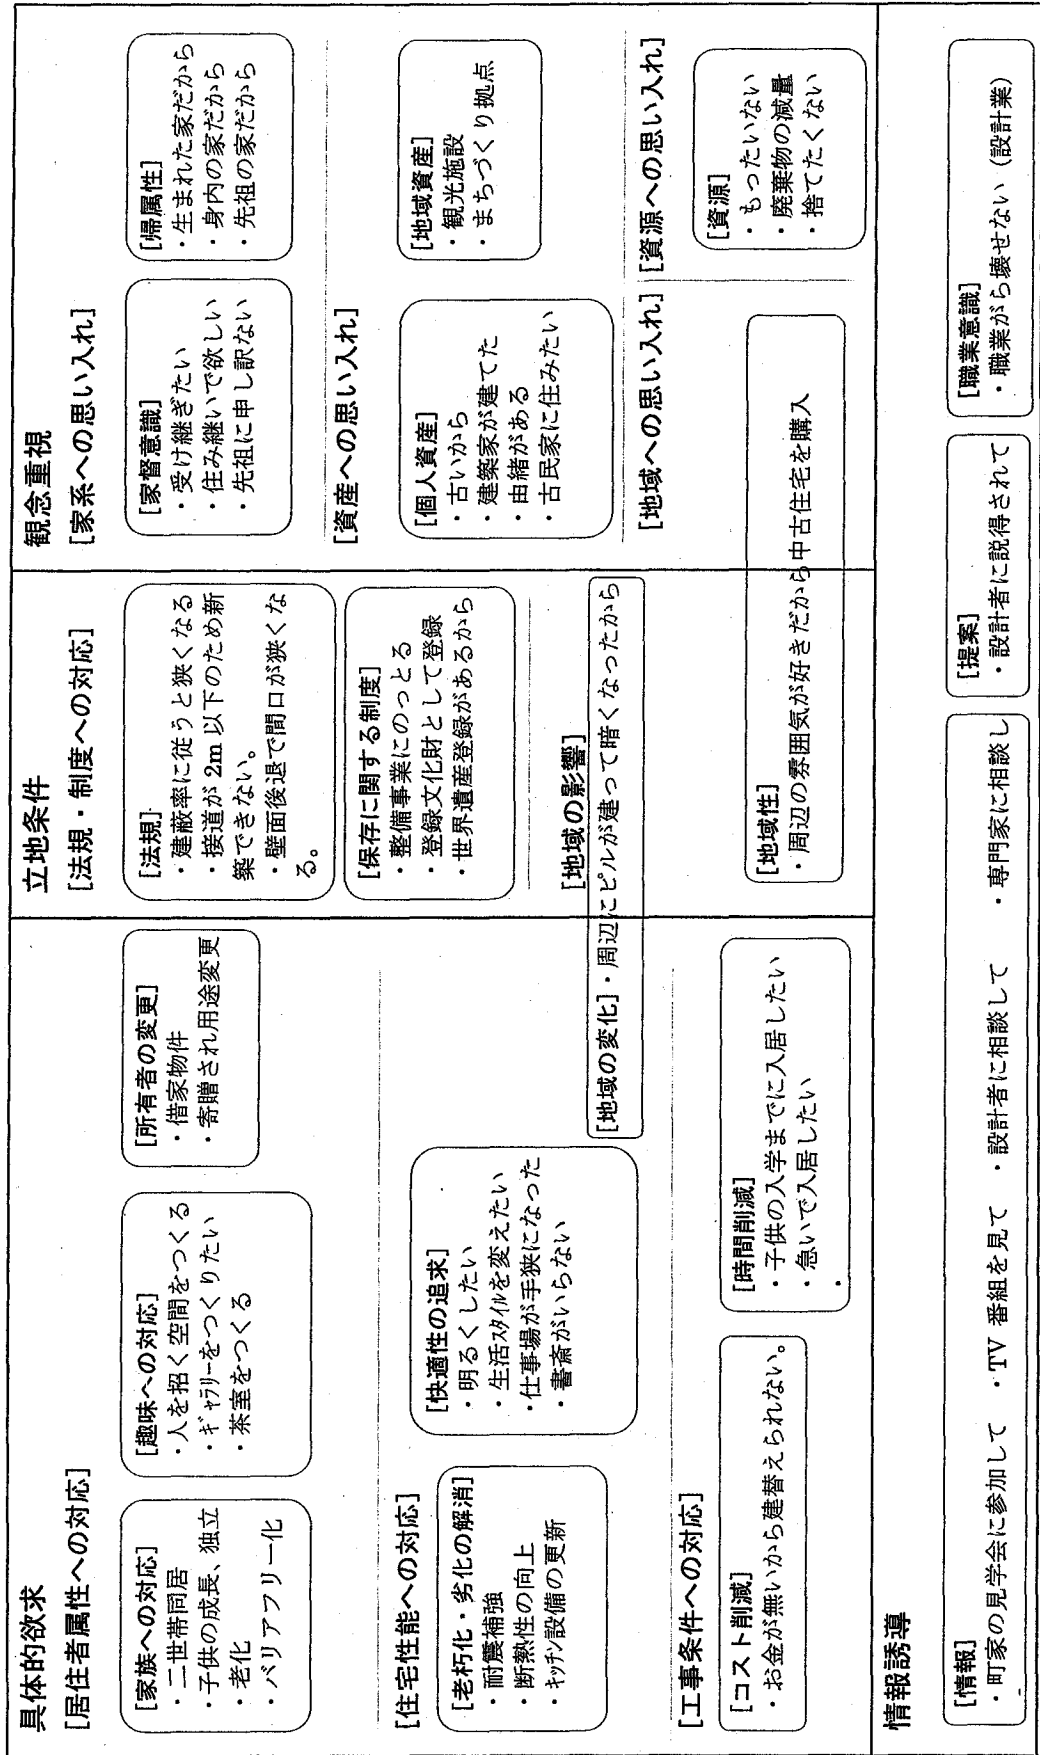 具体的欲求
[居住者属性への対応]
[家族への対応]
・二世帯同居
・子供の成長、独立
・老化
・バリアフリー化
[趣味への対応]
・人を招く空間をつくる
・ギャラリーをつくりたい
・茶室をつくる
[所有者の変更]
・借家物件
・寄贈され用途変更
[住宅性能への対応]
[老朽化・劣化の解消]
・耐震補強
・断熱性の向上
・キッチン設備の更新
[快適性の追求]
・明るくしたい
・生活スタイルを変えたい
・仕事場が手狭になった
・書斎がいらない
[地域の変化]・周辺にビルが建って暗くなったから
[工事条件への対応]
[コスト削減]
・お金が無いから建替えられない。
[時間削減]
・子供の入学までに入居したい
・急いで入居したい
・
立地条件
[法規・制度への対応]
[法規]
・建蔽率に従うと狭くなる
・接道が 2m 以下のため新
築できない。
・壁面後退で間口が狭くな
る。
[保存に関する制度]
・整備事業にのっとる
・登録文化財として登録
・世界遺産登録があるから
[地域の影響]
[地域性]
・周辺の雰囲気が好きだから中古住宅を購入
観念重視
[家系への思い入れ]
[家督意識]
・受け継ぎたい
・住み継いで欲しい
・先祖に申し訳ない
[帰属性]
・生まれた家だから
・身内の家だから
・先祖の家だから
[資産への思い入れ]
[個人資産]
・古いから
・建築家が建てた
・由緒がある
・古民家に住みたい
[地域資産]
・観光施設
・まちづくり拠点
[地域への思い入れ]
[資源への思い入れ]
[資源]
・もったいない
・廃棄物の減量
・捨てたくない
情報誘導
[情報]
・町家の見学会に参加して ・TV 番組を見て ・設計者に相談して ・専門家に相談し
[提案]
・設計者に説得されて
[職業意識]
・職業がら壊せない（設計業）